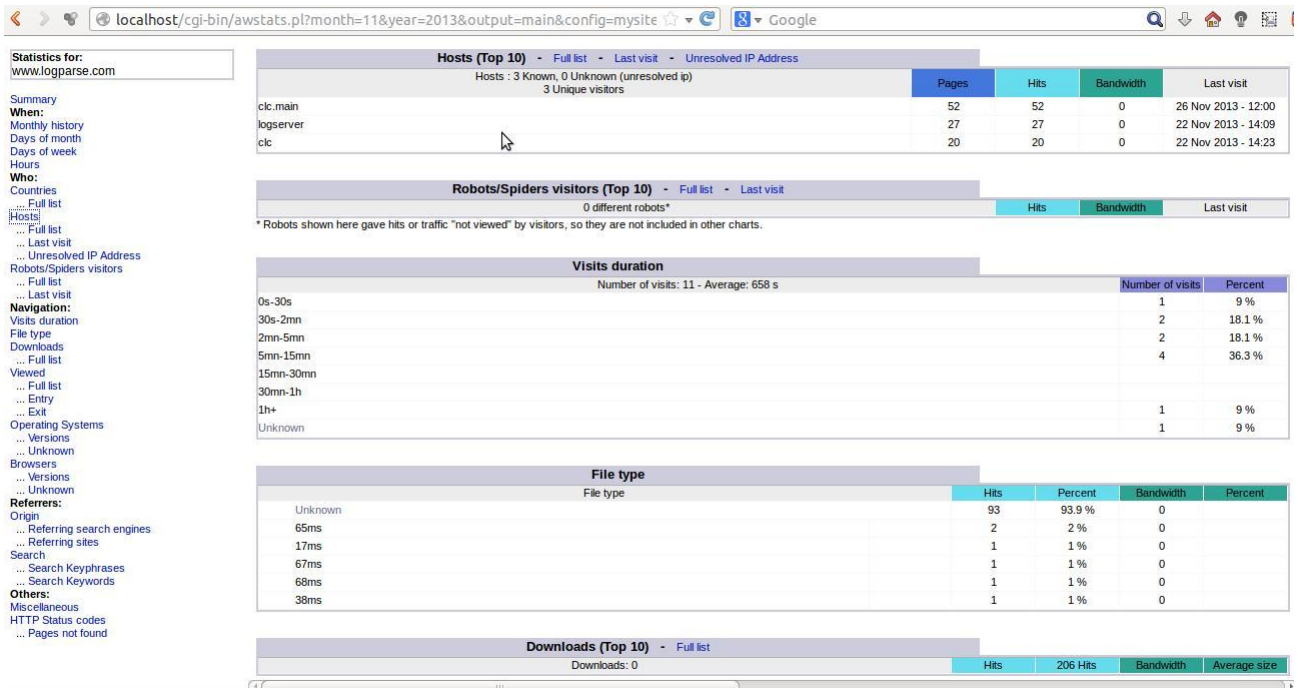 localhost/cgi-bin/awstats.pl?month=11&year=2013&output=main&config=mysite
Google
Statistics for:
www.logparse.com
Summary
When:
Monthly history
Days of month
Days of week
Hours
Who:
Countries
... Full list
Hosts
... Full list
... Last visit
... Unresolved IP Address
Robots/Spiders visitors
... Full list
... Last visit
Navigation:
Visits duration
File type
Downloads
... Full list
Viewed
... Full list
... Entry
... Exit
Operating Systems
... Versions
... Unknown
Browsers
... Versions
... Unknown
Referrers:
Origin
... Referring search engines
... Referring sites
Search
... Search Keyphrases
... Search Keywords
Others:
Miscellaneous
HTTP Status codes
... Pages not found
Hosts (Top 10) - Full list - Last visit - Unresolved IP Address
Hosts : 3 Known, 0 Unknown (unresolved ip)
3 Unique visitors
Pages Hits Bandwidth Last visit
clc.main 52 52 0 26 Nov 2013 - 12:00
logserver 27 27 0 22 Nov 2013 - 14:09
clc 20 20 0 22 Nov 2013 - 14:23
Robots/Spiders visitors (Top 10) - Full list - Last visit
0 different robots* Hits Bandwidth Last visit
* Robots shown here gave hits or traffic "not viewed" by visitors, so they are not included in other charts.
Visits duration
Number of visits: 11 - Average: 658 s Number of visits Percent
0s-30s 1 9 %
30s-2mn 2 18.1 %
2mn-5mn 2 18.1 %
5mn-15mn 4 36.3 %
15mn-30mn
30mn-1h
1h+ 1 9 %
Unknown 1 9 %
File type
File type Hits Percent Bandwidth Percent
Unknown 93 93.9 % 0
65ms 2 2 % 0
17ms 1 1 % 0
67ms 1 1 % 0
68ms 1 1 % 0
38ms 1 1 % 0
Downloads (Top 10) - Full list
Downloads: 0 Hits 206 Hits Bandwidth Average size